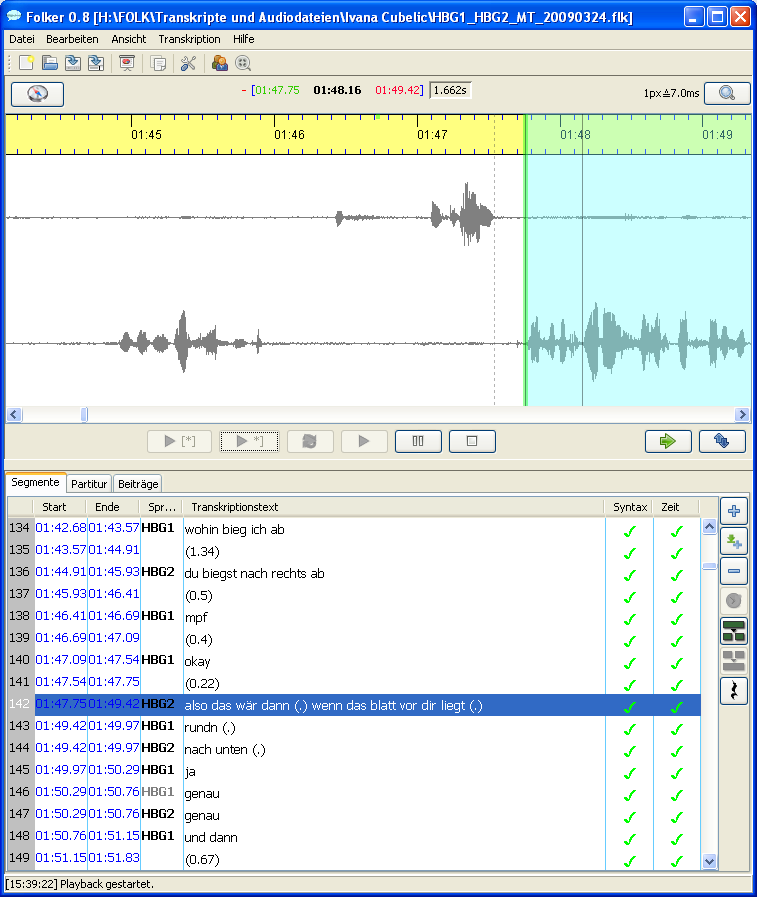 Folker 0.8 [H:\FOLK\Transkripte und Audiodateien\Ivana Cubelic\HBG1_HBG2_MT_20090324.flk]
Datei Bearbeiten Ansicht Transkription Hilfe
- [01:47.75 01:48.16 01:49.42] 1.662s 1px≙7.0ms
01:45 01:46 01:47 01:48 01:49
[*] *]
Segmente Partitur Beiträge
Start Ende Spr... Transkriptionstext Syntax Zeit
134 01:42.68 01:43.57 HBG1 wohin bieg ich ab
135 01:43.57 01:44.91 (1.34)
136 01:44.91 01:45.93 HBG2 du biegst nach rechts ab
137 01:45.93 01:46.41 (0.5)
138 01:46.41 01:46.69 HBG1 mpf
139 01:46.69 01:47.09 (0.4)
140 01:47.09 01:47.54 HBG1 okay
141 01:47.54 01:47.75 (0.22)
142 01:47.75 01:49.42 HBG2 also das wär dann (.) wenn das blatt vor dir liegt (.)
143 01:49.42 01:49.97 HBG1 rundn (.)
144 01:49.42 01:49.97 HBG2 nach unten (.)
145 01:49.97 01:50.29 HBG1 ja
146 01:50.29 01:50.76 HBG1 genau
147 01:50.29 01:50.76 HBG2 genau
148 01:50.76 01:51.15 HBG1 und dann
149 01:51.15 01:51.83 (0.67)
[15:39:22] Playback gestartet.